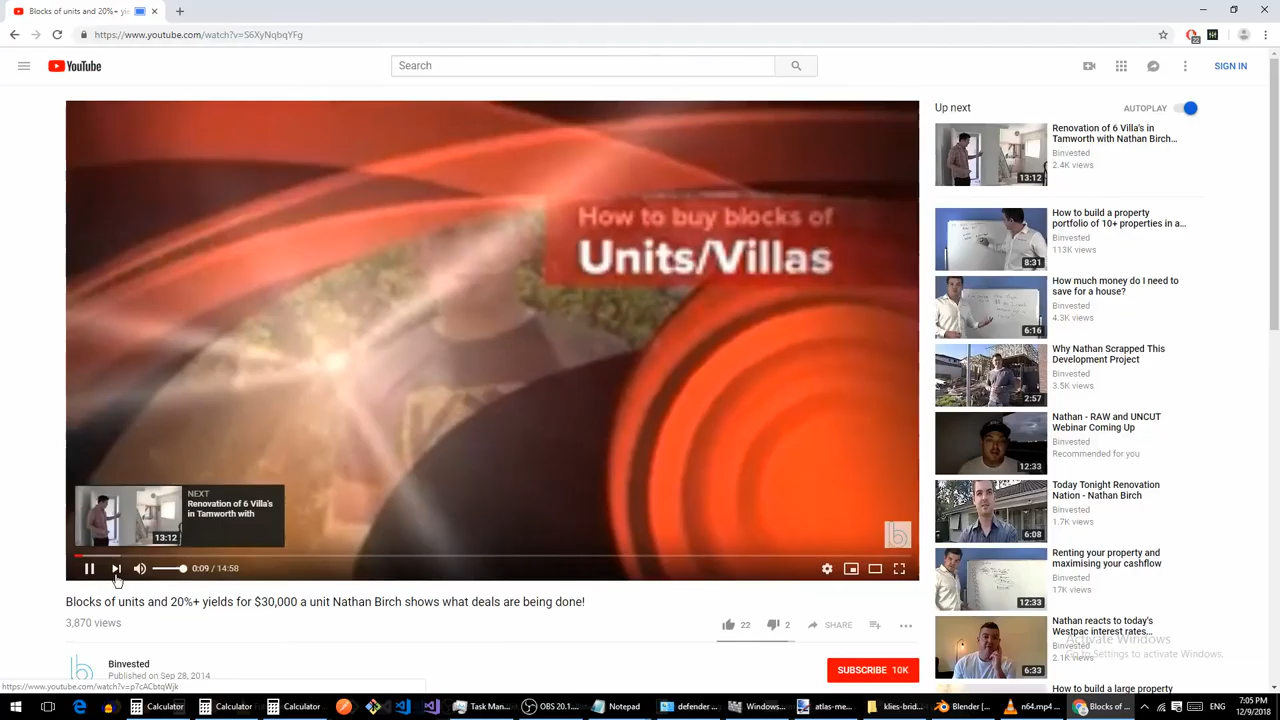 Blocks of units and 20%+ yie
https://www.youtube.com/watch?v=S6XyNqbqYFg
22
YouTube
Search
SIGN IN
How to buy blocks of
Units/Villas
NEXT
Renovation of 6 Villa's
in Tamworth with
13:12
0:09 / 14:58
Blocks of units and 20%+ yields for $30,000 a unit Nathan Birch shows what deals are being done!
3,870 views
22
2
SHARE
Binvested
Published on Sep 28, 2014
SUBSCRIBE 10K
https://www.youtube.com/watch?v=p7cACbtqWjk
Up next
AUTOPLAY
13:12
Renovation of 6 Villa's in
Tamworth with Nathan Birch…
Binvested
2.4K views
8:31
How to build a property
portfolio of 10+ properties in a…
Binvested
113K views
6:16
How much money do I need to
save for a house?
Binvested
4.3K views
2:57
Why Nathan Scrapped This
Development Project
Binvested
3.5K views
12:33
Nathan - RAW and UNCUT
Webinar Coming Up
Binvested
Recommended for you
6:08
Today Tonight Renovation
Nation - Nathan Birch
Binvested
1.7K views
12:33
Renting your property and
maximising your cashflow
Binvested
17K views
6:33
Nathan reacts to today's
Westpac interest rates…
Binvested
2.1K views
How to build a large property
Activate Windows
Go to Settings to activate Windows.
Calculator
Calculator
Calculator
Task Man...
OBS 20.1...
Notepad
defender ...
Windows...
atlas-me...
klies-bridg...
Blender [...
n64.mp4 ...
Blocks of ...
7:05 PM
12/9/2018